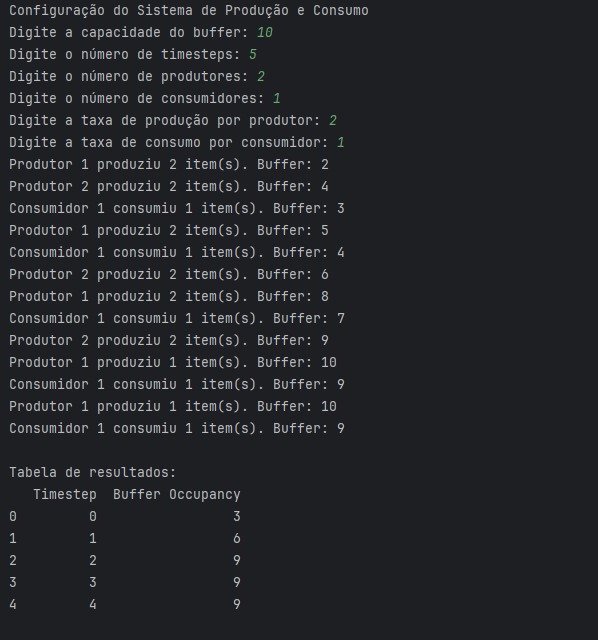 Configuração do Sistema de Produção e Consumo
Digite a capacidade do buffer: 10
Digite o número de timesteps: 5
Digite o número de produtores: 2
Digite o número de consumidores: 1
Digite a taxa de produção por produtor: 2
Digite a taxa de consumo por consumidor: 1
Produtor 1 produziu 2 item(s). Buffer: 2
Produtor 2 produziu 2 item(s). Buffer: 4
Consumidor 1 consumiu 1 item(s). Buffer: 3
Produtor 1 produziu 2 item(s). Buffer: 5
Consumidor 1 consumiu 1 item(s). Buffer: 4
Produtor 2 produziu 2 item(s). Buffer: 6
Produtor 1 produziu 2 item(s). Buffer: 8
Consumidor 1 consumiu 1 item(s). Buffer: 7
Produtor 2 produziu 2 item(s). Buffer: 9
Produtor 1 produziu 1 item(s). Buffer: 10
Consumidor 1 consumiu 1 item(s). Buffer: 9
Produtor 1 produziu 1 item(s). Buffer: 10
Consumidor 1 consumiu 1 item(s). Buffer: 9
Tabela de resultados:
Timestep  Buffer Occupancy
0         0                 3
1         1                 6
2         2                 9
3         3                 9
4         4                 9